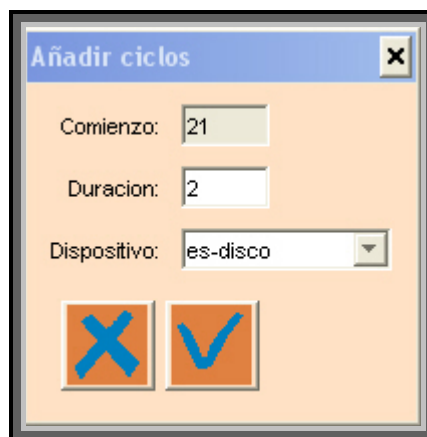 Añadir ciclos
Comienzo: 21
Duracion: 2
Dispositivo: es-disco